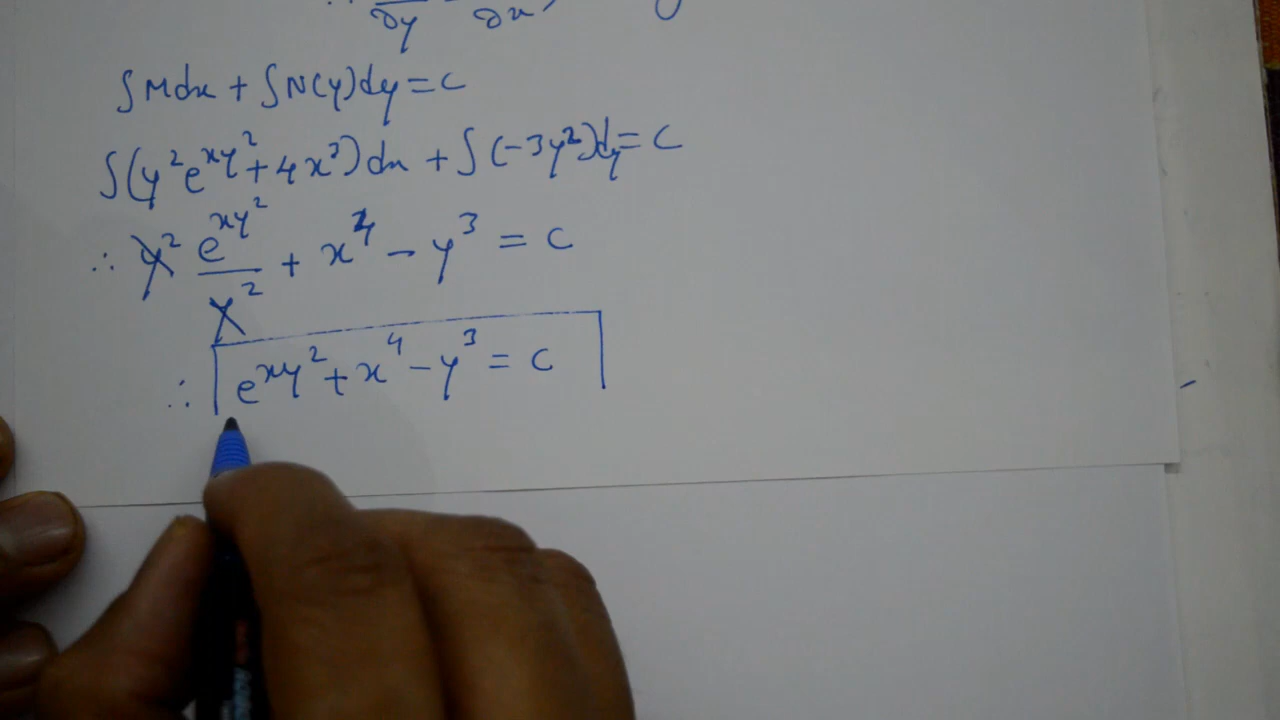 ∂y ∂x
∫Mdx + ∫N(y)dy = c
∫(y²e^{xy²} + 4x³)dx + ∫(-3y²)dy = c
∴ y² e^{xy²}/y² + x⁴ - y³ = c
∴ e^{xy²} + x⁴ - y³ = c